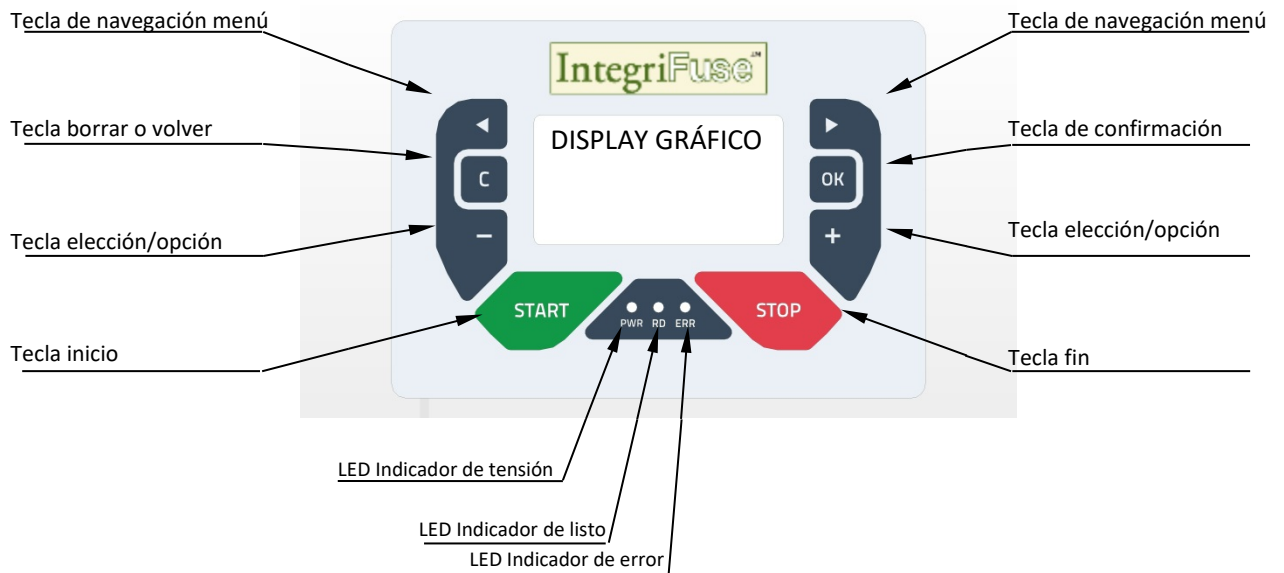 Tecla de navegación menú
Tecla de navegación menú
IntegriFuse™
Tecla borrar o volver
DISPLAY GRÁFICO
Tecla de confirmación
C
OK
Tecla elección/opción
−
+
Tecla elección/opción
START
PWR RD ERR
STOP
Tecla inicio
Tecla fin
LED Indicador de tensión
LED Indicador de listo
LED Indicador de error